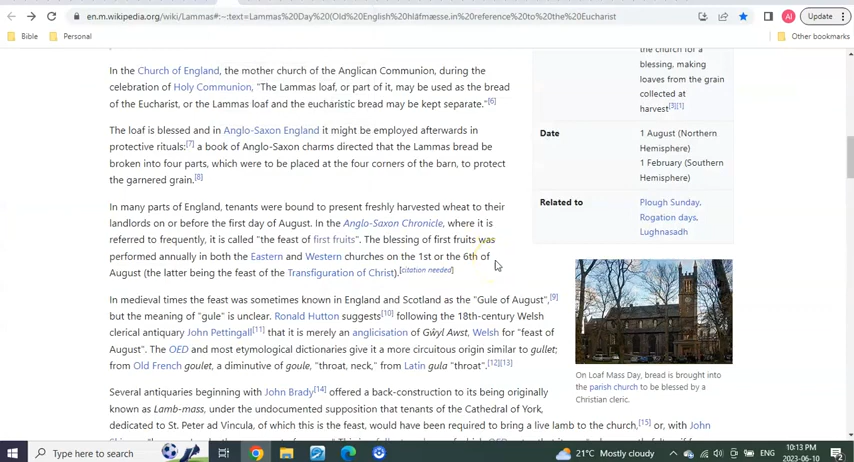 en.m.wikipedia.org/wiki/Lammas#:~:text=Lammas%20Day%20(Old%20English%20hlāfmæsse,in%20reference%20to%20the%20Eucharist
AI
Update
Bible
Personal
Other bookmarks
In the Church of England, the mother church of the Anglican Communion, during the
celebration of Holy Communion, "The Lammas loaf, or part of it, may be used as the bread
of the Eucharist, or the Lammas loaf and the eucharistic bread may be kept separate."[6]
The loaf is blessed and in Anglo-Saxon England it might be employed afterwards in
protective rituals:[7] a book of Anglo-Saxon charms directed that the Lammas bread be
broken into four parts, which were to be placed at the four corners of the barn, to protect
the garnered grain.[8]
In many parts of England, tenants were bound to present freshly harvested wheat to their
landlords on or before the first day of August. In the Anglo-Saxon Chronicle, where it is
referred to frequently, it is called "the feast of first fruits". The blessing of first fruits was
performed annually in both the Eastern and Western churches on the 1st or the 6th of
August (the latter being the feast of the Transfiguration of Christ).[citation needed]
In medieval times the feast was sometimes known in England and Scotland as the "Gule of August",[9]
but the meaning of "gule" is unclear. Ronald Hutton suggests[10] following the 18th-century Welsh
clerical antiquary John Pettingall[11] that it is merely an anglicisation of Gŵyl Awst, Welsh for "feast of
August". The OED and most etymological dictionaries give it a more circuitous origin similar to gullet;
from Old French goulet, a diminutive of goule, "throat, neck," from Latin gula "throat".[12][13]
Several antiquaries beginning with John Brady[14] offered a back-construction to its being originally
known as Lamb-mass, under the undocumented supposition that tenants of the Cathedral of York,
dedicated to St. Peter ad Vincula, of which this is the feast, would have been required to bring a live lamb to the church,[15] or, with John
the church for a
blessing, making
loaves from the grain
collected at
harvest[3][1]
Date
1 August (Northern
Hemisphere)
1 February (Southern
Hemisphere)
Related to
Plough Sunday,
Rogation days,
Lughnasadh
On Loaf Mass Day, bread is brought into
the parish church to be blessed by a
Christian cleric.
Type here to search
21°C Mostly cloudy
ENG
10:13 PM
2023-06-10
2